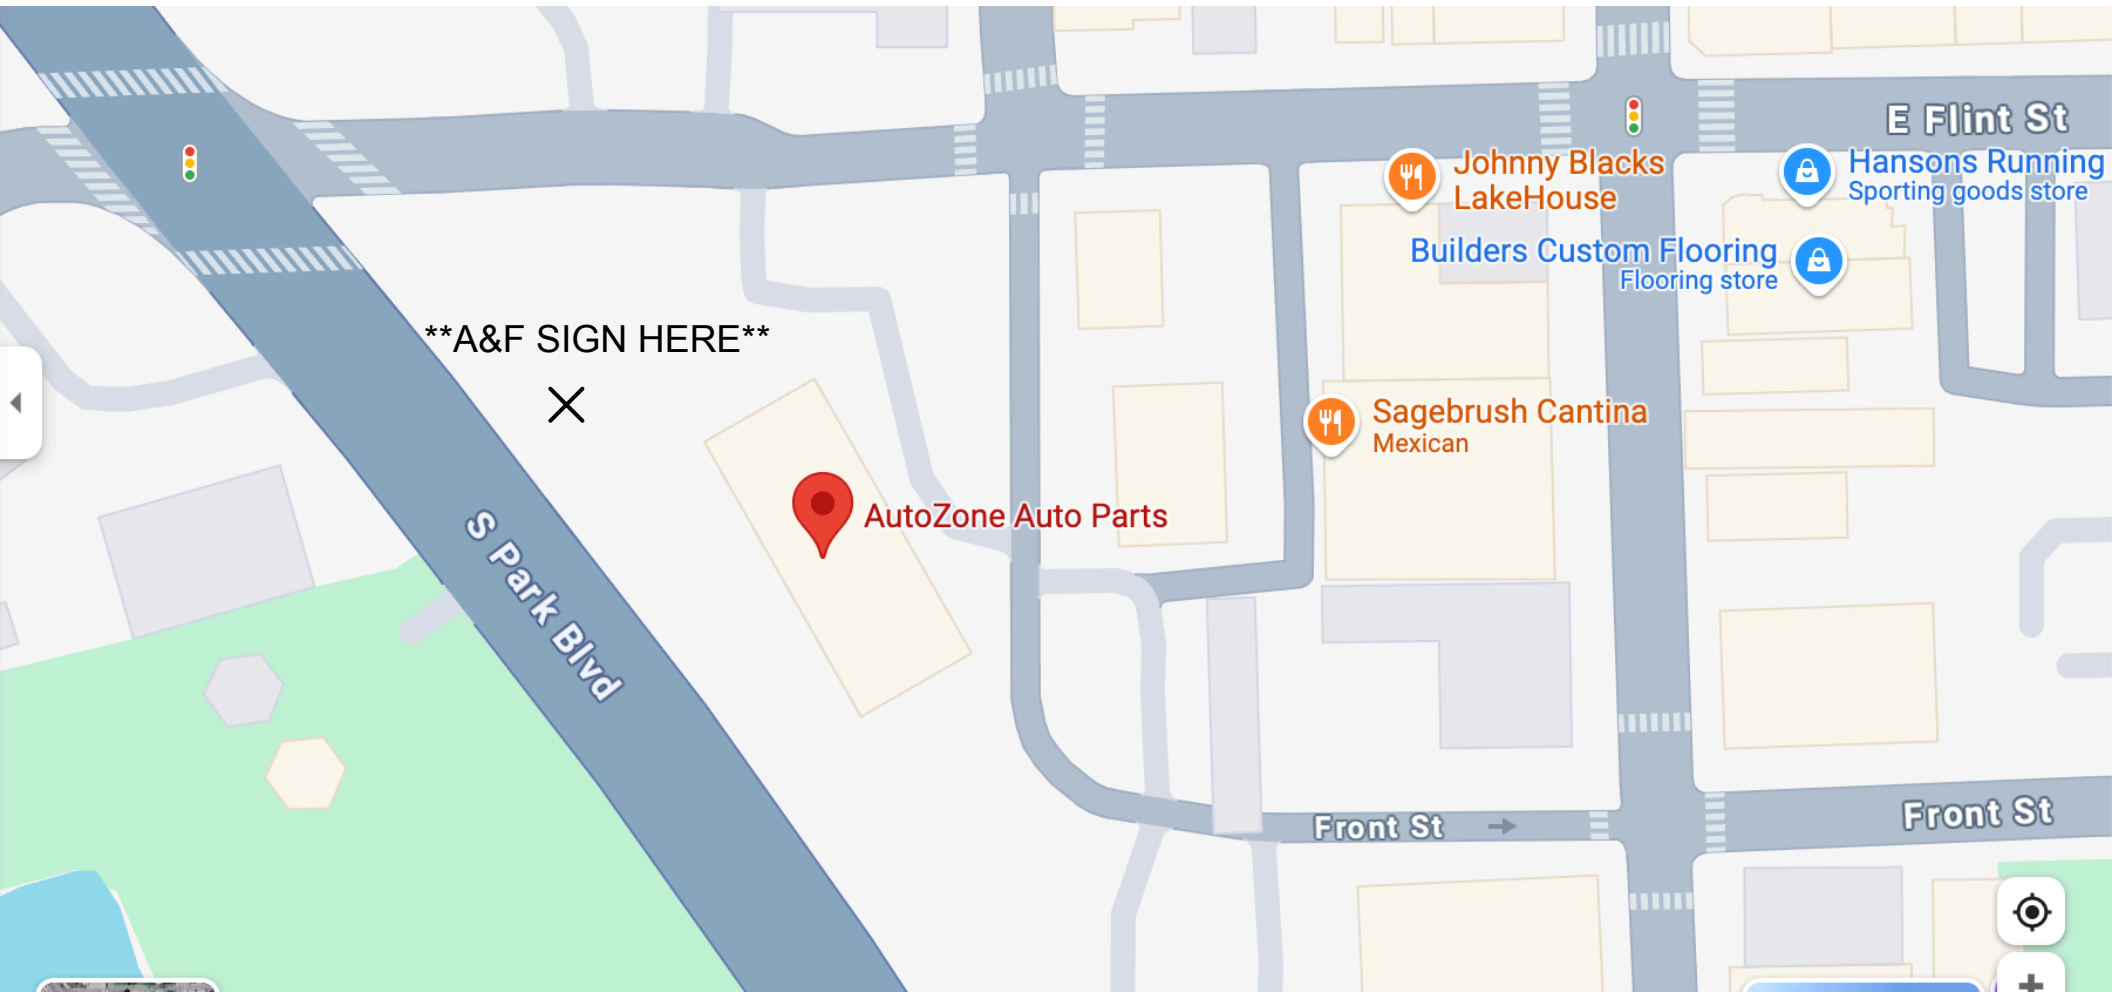 E Flint St
Johnny Blacks
LakeHouse
Hansons Running
Sporting goods store
Builders Custom Flooring
Flooring store
**A&F SIGN HERE**
Sagebrush Cantina
Mexican
AutoZone Auto Parts
S Park Blvd
Front St
Front St